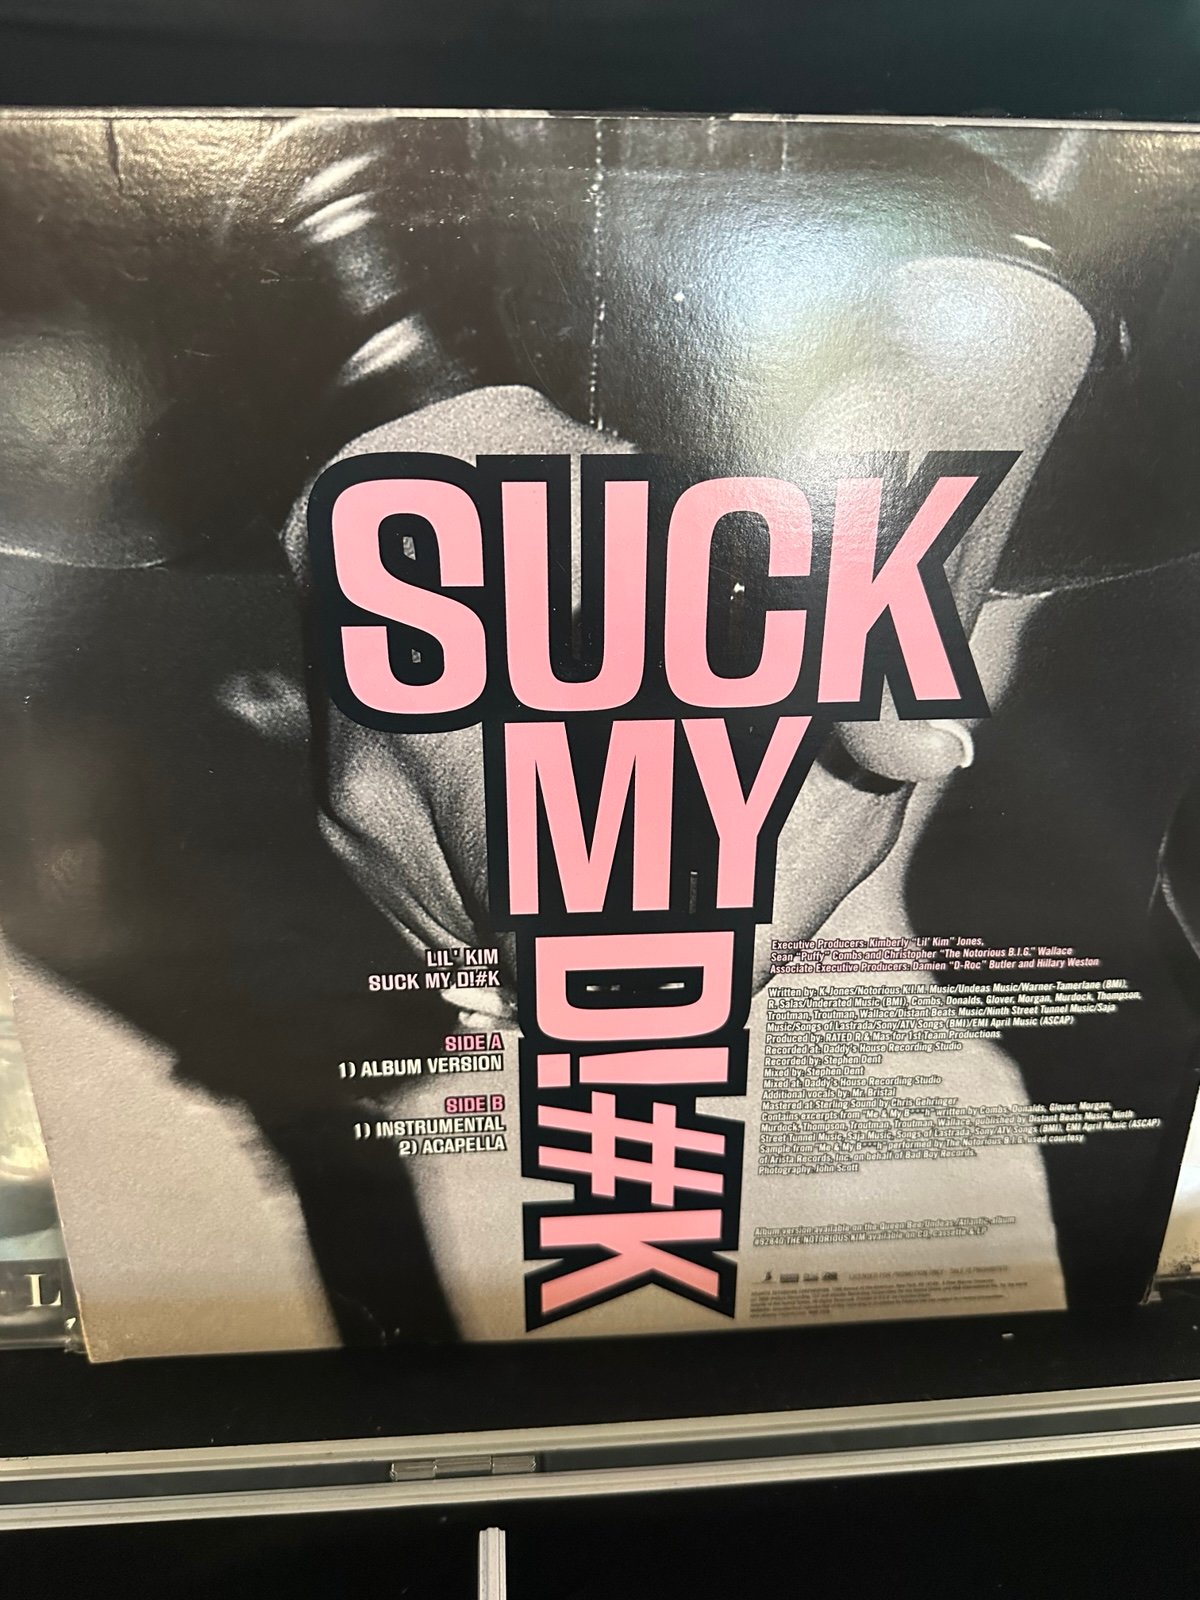 SUCK
MY
D!#K
LIL' KIM
SUCK MY D!#K
SIDE A
1) ALBUM VERSION
SIDE B
1) INSTRUMENTAL
2) ACAPELLA
Executive Producers: Kimberly "Lil' Kim" Jones,
Sean "Puffy" Combs and Christopher "The Notorious B.I.G." Wallace
Associate Executive Producers: Damien "D-Roc" Butler and Hillary Weston
Written by: K. Jones/Notorious K.I.M. Music/Undeas Music/Warner-Tamerlane (BMI),
R. Salas/Underated Music (BMI), Combs, Donalds, Glover, Morgan, Murdock, Thompson,
Troutman, Troutman, Wallace/Distant Beats Music/Ninth Street Tunnel Music/Saja
Music/Songs of Lastrada/Sony/ATV Songs (BMI)/EMI April Music (ASCAP)
Produced by: RATED R & Mas for 1st Team Productions
Recorded at: Daddy's House Recording Studio
Recorded by: Stephen Dent
Mixed by: Stephen Dent
Mixed at: Daddy's House Recording Studio
Additional vocals by: Mr. Bristal
Mastered at Sterling Sound by Chris Gehringer
Contains excerpts from "Me & My B***h" written by Combs, Donalds, Glover, Morgan,
Murdock, Thompson, Troutman, Troutman, Wallace, published by Distant Beats Music, Ninth
Street Tunnel Music, Saja Music, Songs of Lastrada, Sony/ATV Songs (BMI), EMI April Music (ASCAP)
Sample from "Me & My B***h" performed by The Notorious B.I.G. used courtesy
of Arista Records, Inc. on behalf of Bad Boy Records.
Photography: John Scott
Album version available on the Queen Bee/Undeas/Atlantic album
#92840 THE NOTORIOUS KIM available on CD, Cassette & LP
LICENSED FOR PROMOTION ONLY - SALE IS PROHIBITED
L